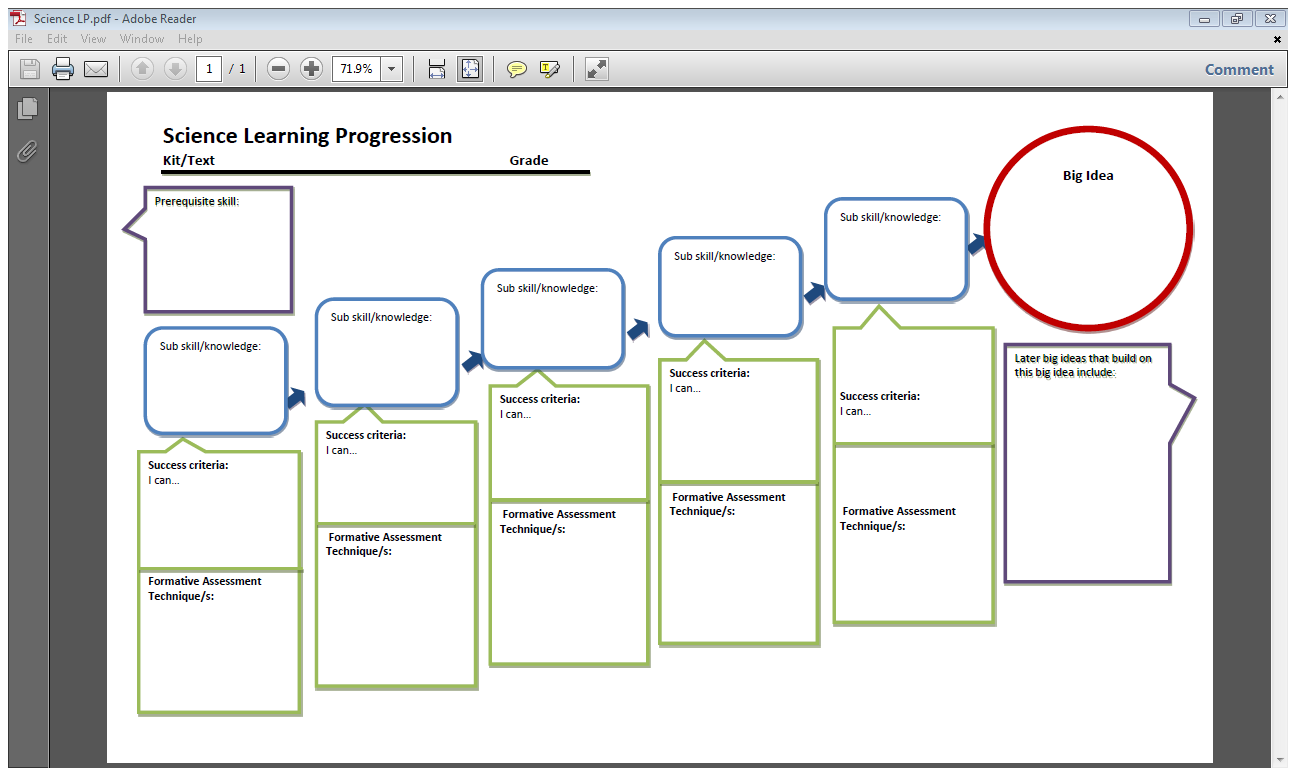 Science LP.pdf - Adobe Reader
File Edit View Window Help
1 / 1 71.9% Comment
Science Learning Progression
Kit/Text Grade
Prerequisite skill:
Big Idea
Sub skill/knowledge:
Sub skill/knowledge:
Sub skill/knowledge:
Sub skill/knowledge:
Sub skill/knowledge:
Success criteria:
I can...
Formative Assessment
Technique/s:
Success criteria:
I can...
Formative Assessment
Technique/s:
Success criteria:
I can...
Formative Assessment
Technique/s:
Success criteria:
I can...
Formative Assessment
Technique/s:
Success criteria:
I can...
Formative Assessment
Technique/s:
Later big ideas that build on
this big idea include: